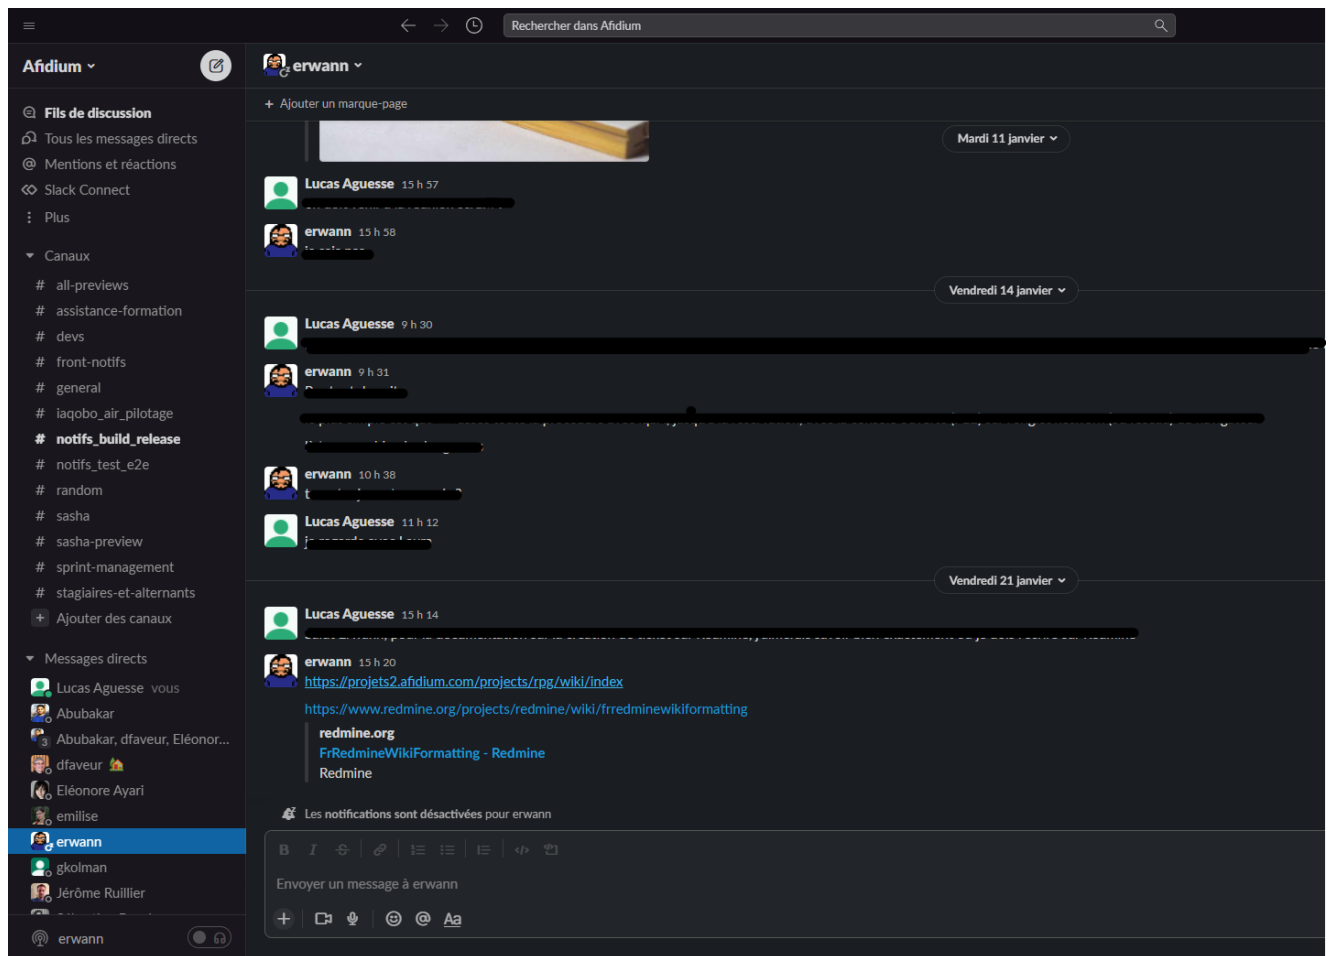 Rechercher dans Afidium
Afidium
erwann
Ajouter un marque-page
Fils de discussion
Tous les messages directs
Mentions et réactions
Slack Connect
Plus
Canaux
# all-previews
# assistance-formation
# devs
# front-notifs
# general
# iaqobo_air_pilotage
# notifs_build_release
# notifs_test_e2e
# random
# sasha
# sasha-preview
# sprint-management
# stagiaires-et-alternants
+ Ajouter des canaux
Messages directs
Lucas Aguesse vous
Abubakar
3 Abubakar, dfaveur, Eléonor...
dfaveur
Eléonore Ayari
emilise
erwann
gkolman
Jérôme Ruillier
erwann
Mardi 11 janvier
Lucas Aguesse 15 h 57
erwann 15 h 58
Vendredi 14 janvier
Lucas Aguesse 9 h 30
erwann 9 h 31
erwann 10 h 38
Lucas Aguesse 11 h 12
Vendredi 21 janvier
Lucas Aguesse 15 h 14
erwann 15 h 20
https://projets2.afidium.com/projects/rpg/wiki/index
https://www.redmine.org/projects/redmine/wiki/frredminewikiformatting
redmine.org
FrRedmineWikiFormatting - Redmine
Redmine
Les notifications sont désactivées pour erwann
B I S
Envoyer un message à erwann
+ @ Aa